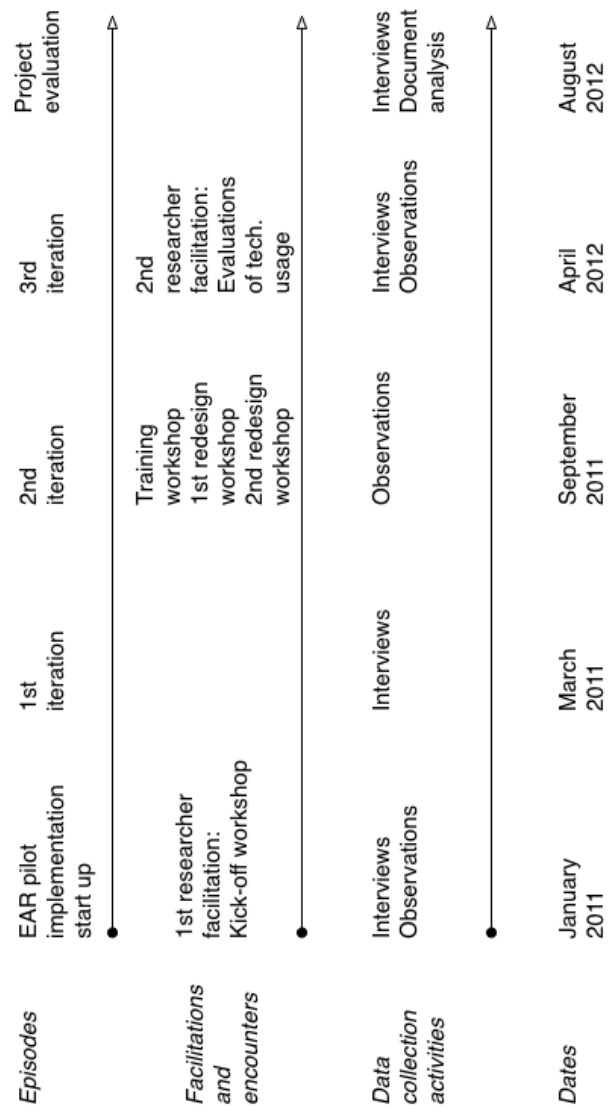 Episodes
EAR pilot
implementation
start up
1st
iteration
2nd
iteration
3rd
iteration
Project
evaluation
Facilitations
and
encounters
1st researcher
facilitation:
Kick-off workshop
Training
workshop
1st redesign
workshop
2nd redesign
workshop
2nd
researcher
facilitation:
Evaluations
of tech.
usage
Data
collection
activities
Interviews
Observations
Interviews
Observations
Interviews
Observations
Interviews
Document
analysis
Dates
January
2011
March
2011
September
2011
April
2012
August
2012